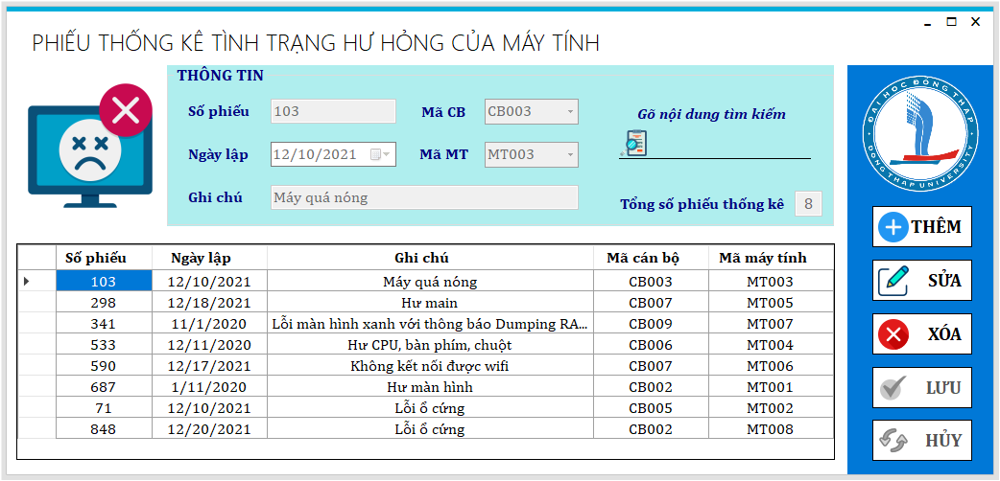 PHIẾU THỐNG KÊ TÌNH TRẠNG HƯ HỎNG CỦA MÁY TÍNH
THÔNG TIN
Số phiếu 103 Mã CB CB003
Gõ nội dung tìm kiếm
Ngày lập 12/10/2021 Mã MT MT003
Ghi chú Máy quá nóng
Tổng số phiếu thống kê 8
ĐẠI HỌC ĐỒNG THÁP
DONG THAP UNIVERSITY
THÊM
SỬA
XÓA
LƯU
HỦY
Số phiếu Ngày lập Ghi chú Mã cán bộ Mã máy tính
103 12/10/2021 Máy quá nóng CB003 MT003
298 12/18/2021 Hư main CB007 MT005
341 11/1/2020 Lỗi màn hình xanh với thông báo Dumping RA... CB009 MT007
533 12/11/2020 Hư CPU, bàn phím, chuột CB006 MT004
590 12/17/2021 Không kết nối được wifi CB007 MT006
687 1/11/2020 Hư màn hình CB002 MT001
71 12/10/2021 Lỗi ổ cứng CB005 MT002
848 12/20/2021 Lỗi ổ cứng CB002 MT008